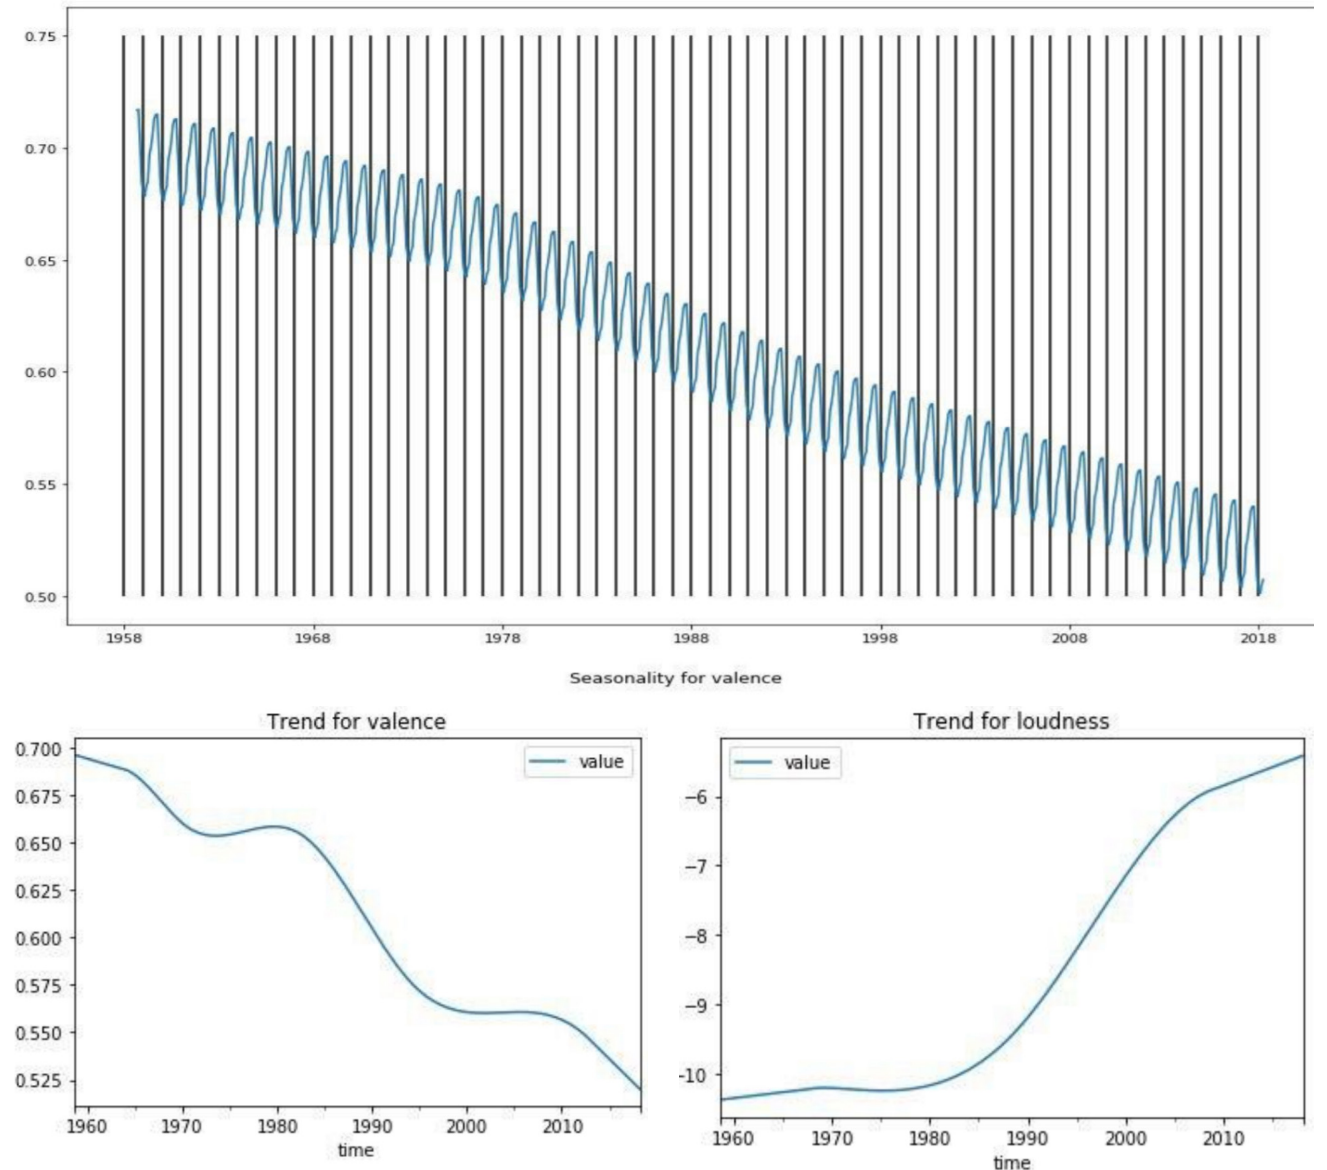 0.75
0.70
0.65
0.60
0.55
0.50
1958 1968 1978 1988 1998 2008 2018
Seasonality for valence
Trend for valence
value
0.700
0.675
0.650
0.625
0.600
0.575
0.550
0.525
1960 1970 1980 1990 2000 2010
time
Trend for loudness
value
−6
−7
−8
−9
-10
1960 1970 1980 1990 2000 2010
time